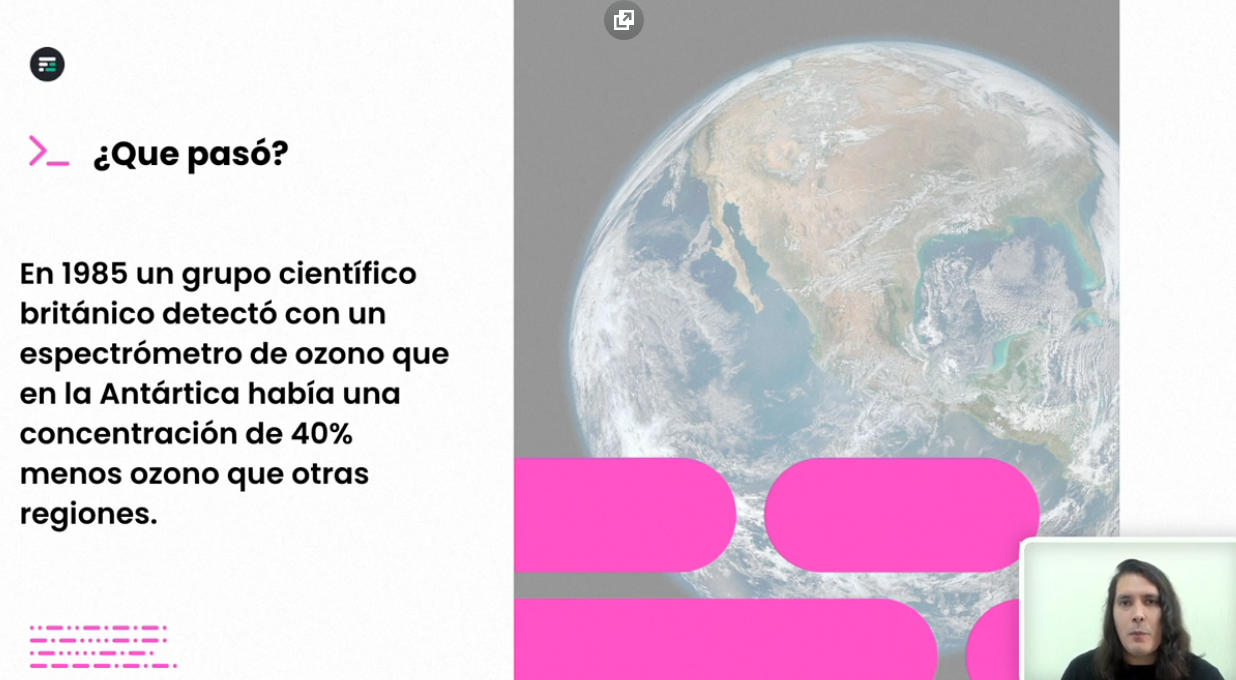 ¿Que pasó?
En 1985 un grupo científico
británico detectó con un
espectrómetro de ozono que
en la Antártica había una
concentración de 40%
menos ozono que otras
regiones.